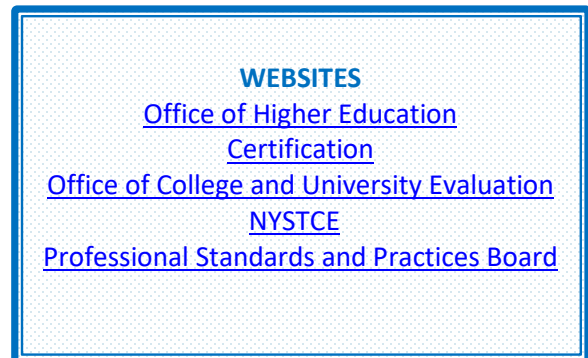 WEBSITES
Office of Higher Education
Certification
Office of College and University Evaluation
NYSTCE
Professional Standards and Practices Board